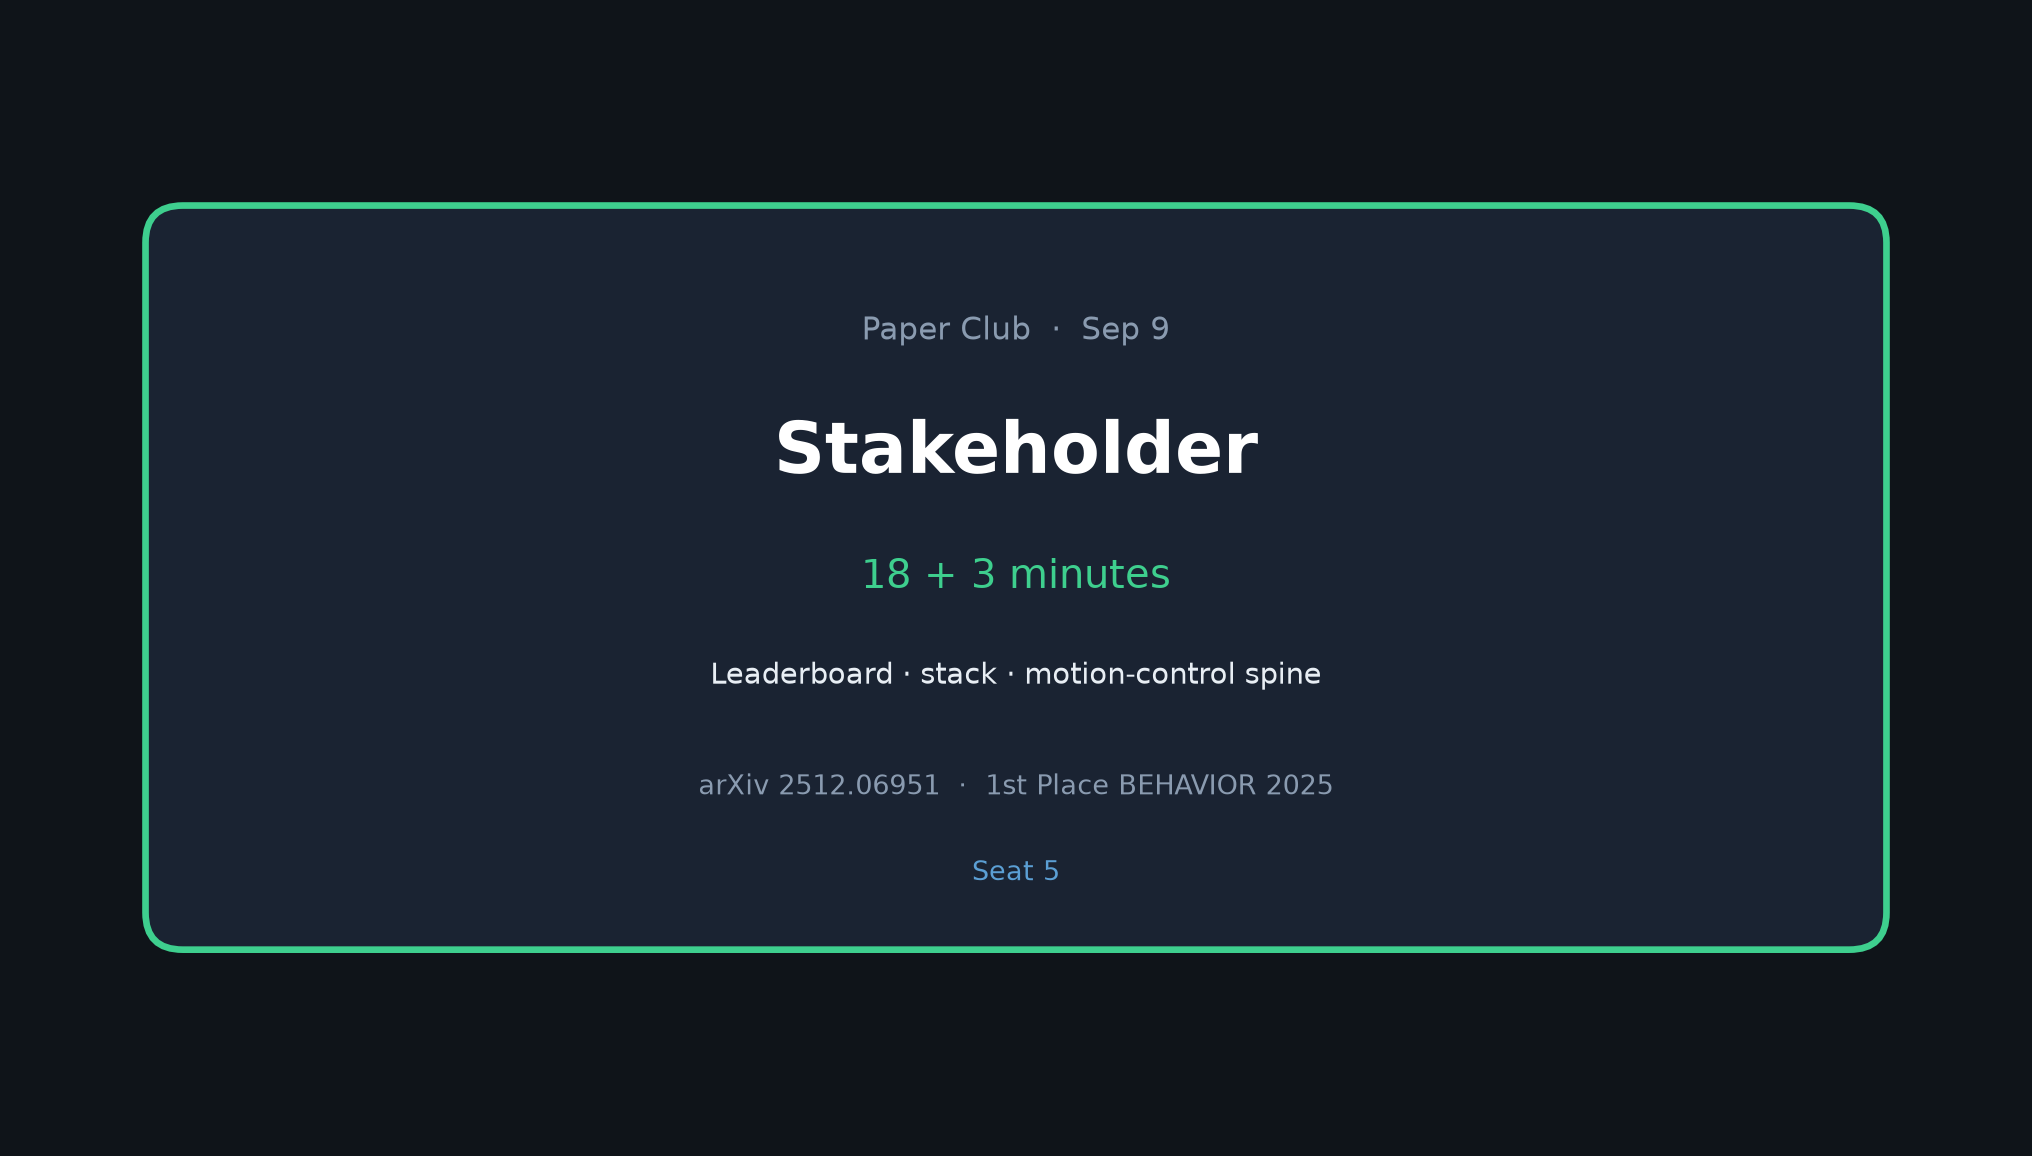 Paper Club · Sep 9
Stakeholder
18 + 3 minutes
Leaderboard · stack · motion-control spine
arXiv 2512.06951 · 1st Place BEHAVIOR 2025
Seat 5